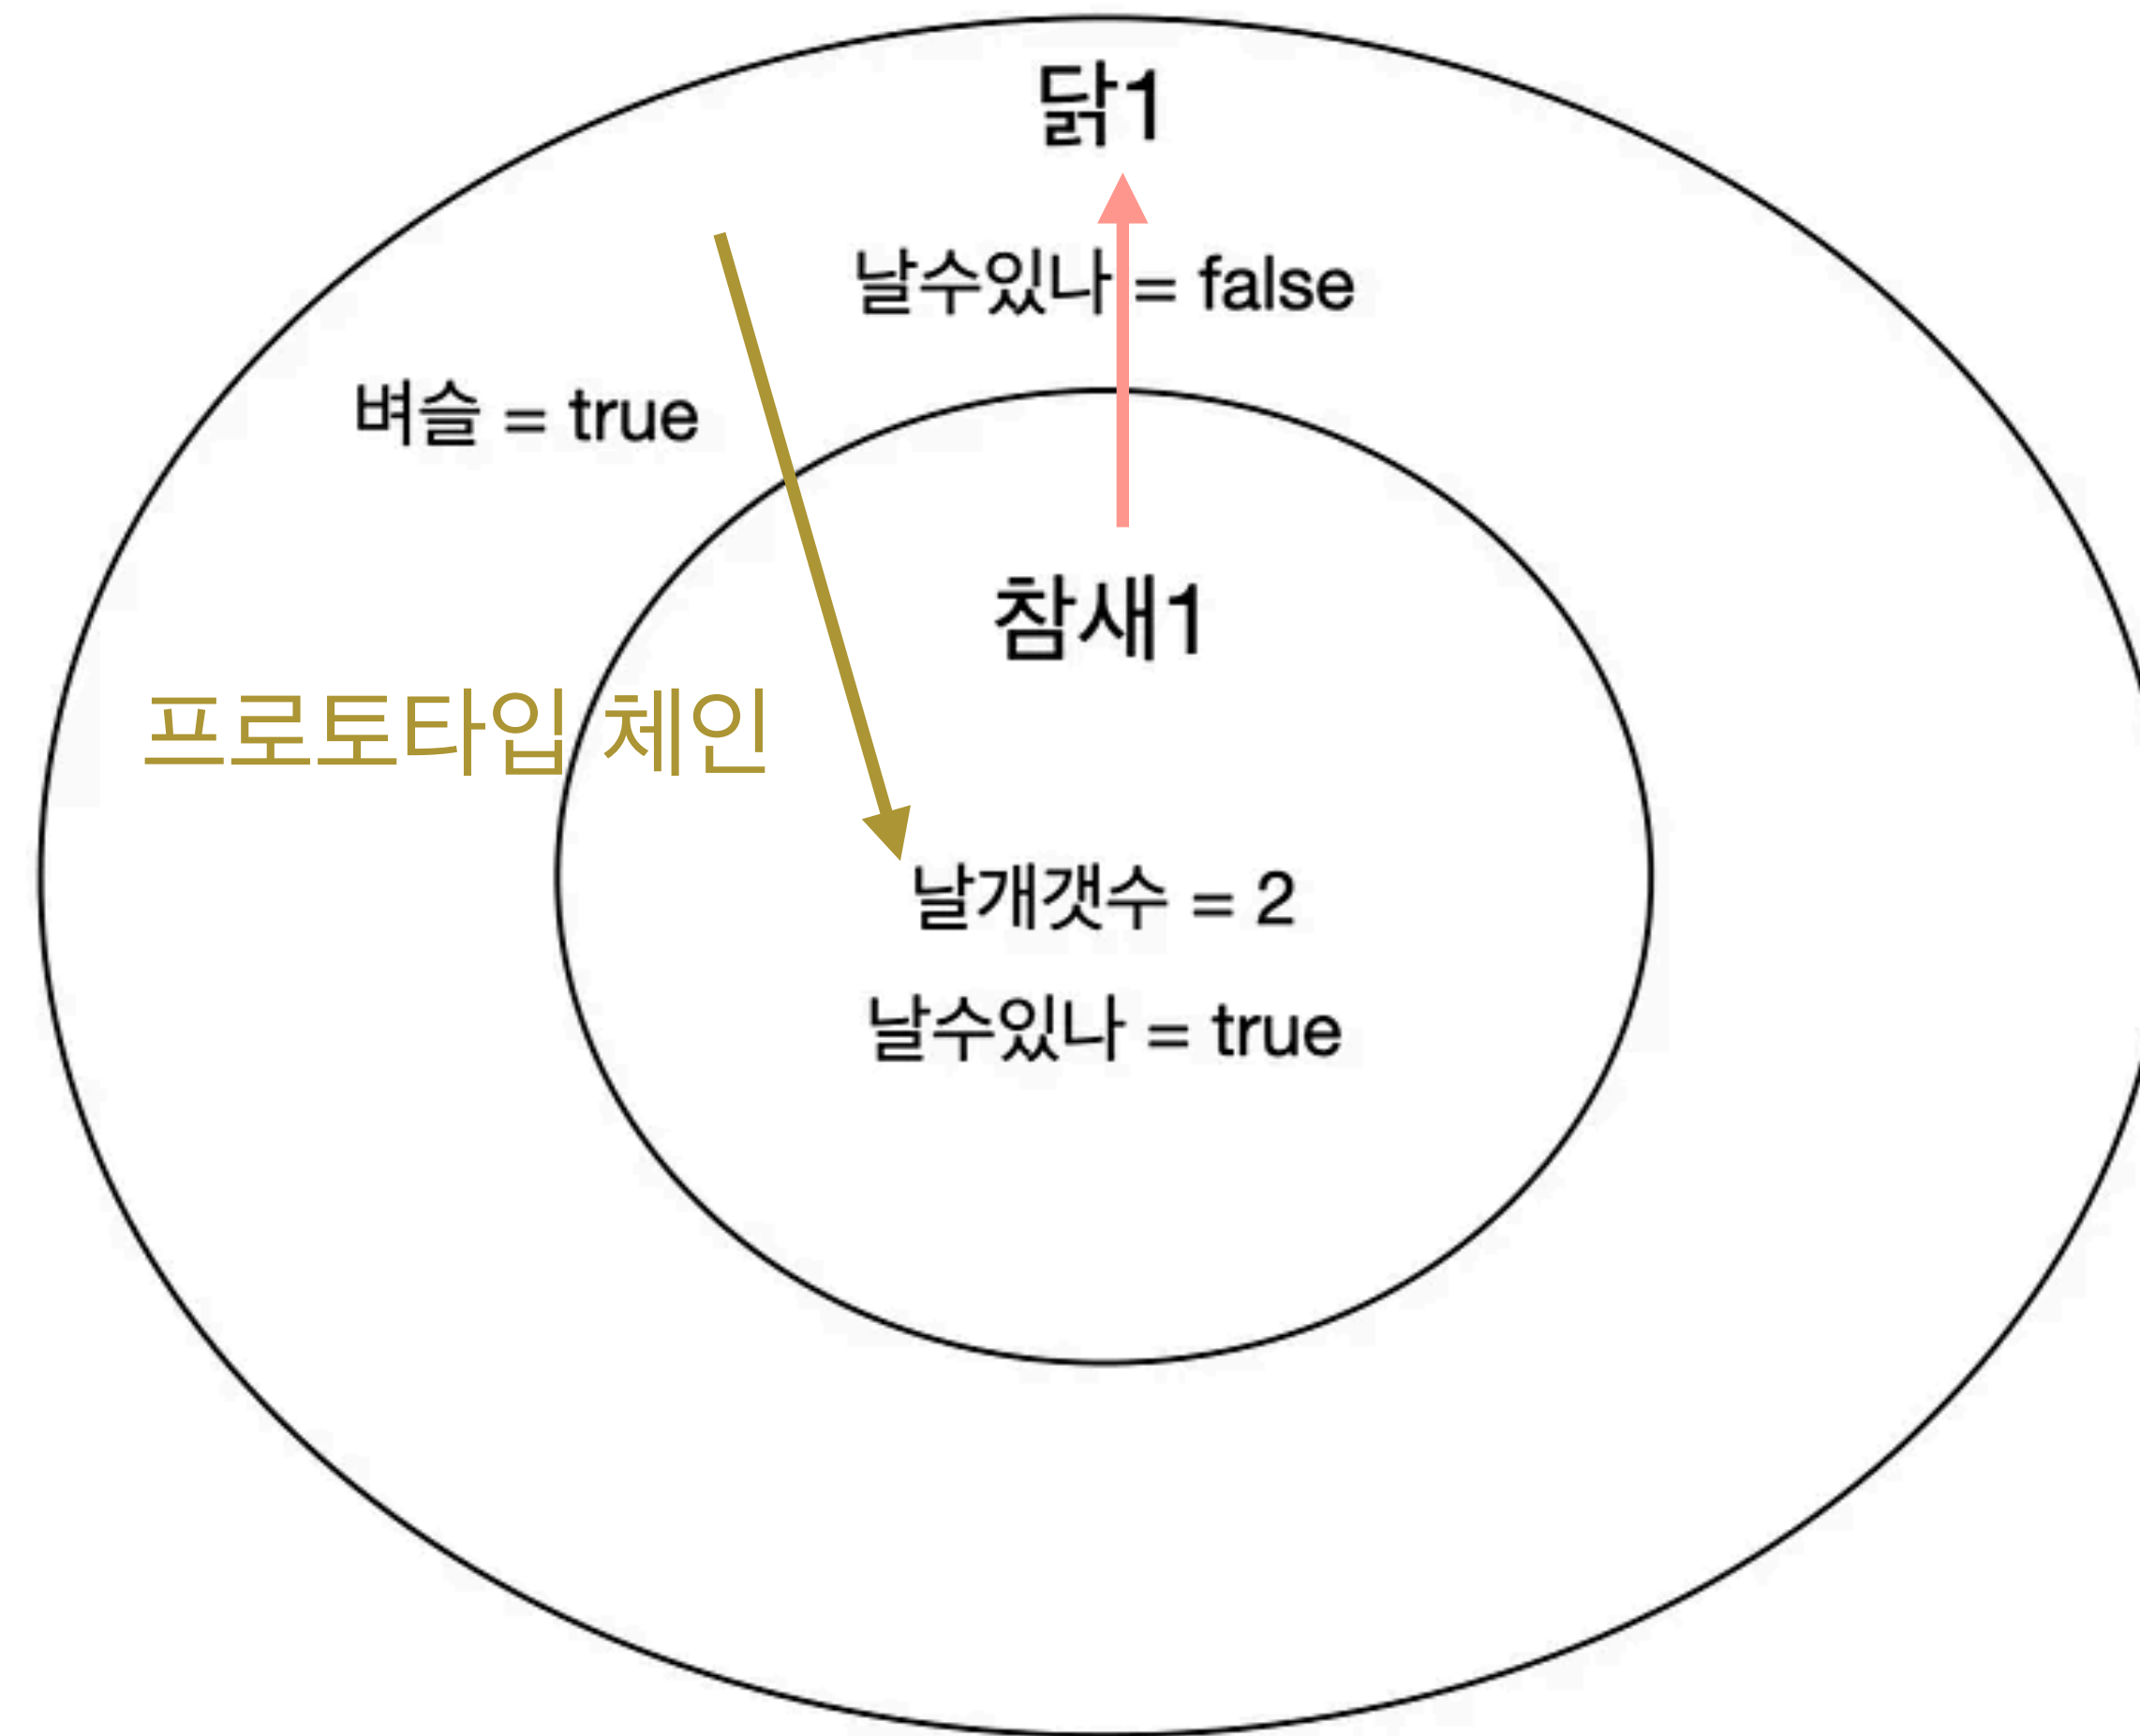 닭1
날수있나 = false
벼슬 = true
참새1
프로토타입 체인
날개갯수 = 2
날수있나 = true